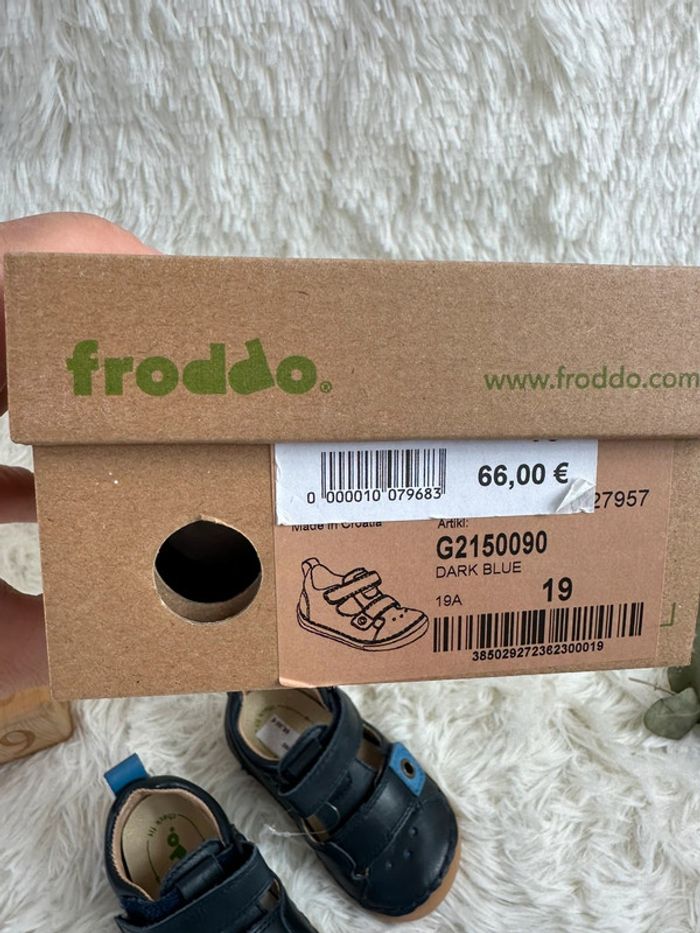 froddo®
www.froddo.com
66,00 €
0 000010 079683
27957
Made in Croatia
Artikl:
G2150090
DARK BLUE
19A
19
385029272362300019